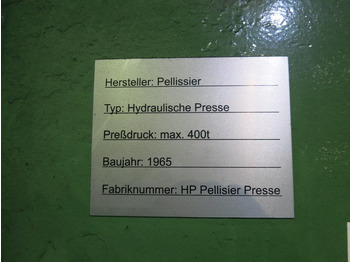 Hersteller: Pellissier
Typ: Hydraulische Presse
Preßdruck: max. 400t
Baujahr: 1965
Fabriknummer: HP Pellisier Presse